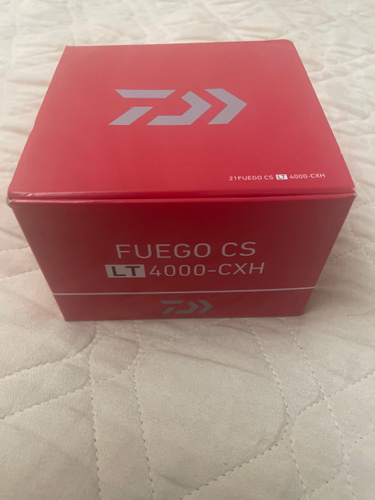 21FUEGO CS LT 4000-CXH
FUEGO CS
LT 4000-CXH